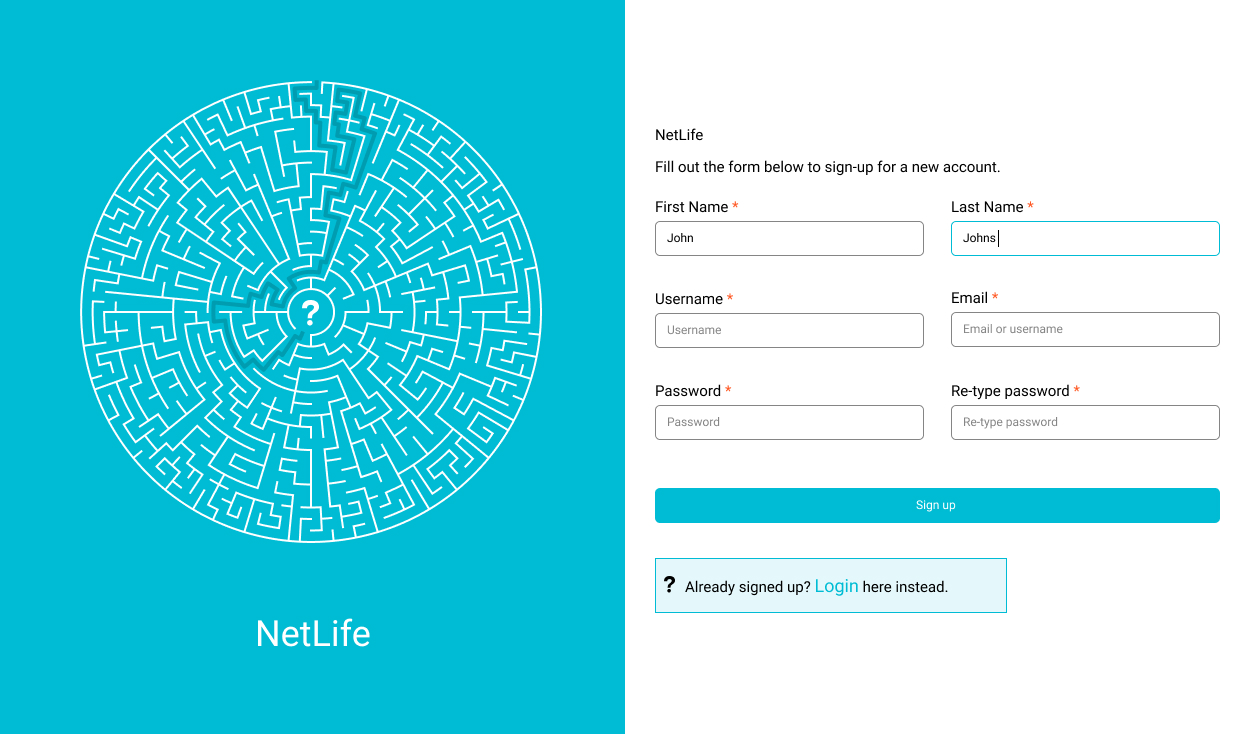 ?
NetLife
NetLife
Fill out the form below to sign-up for a new account.
First Name *
Last Name *
John
Johns
Username *
Email *
Username
Email or username
Password *
Re-type password *
Password
Re-type password
Sign up
? Already signed up? Login here instead.